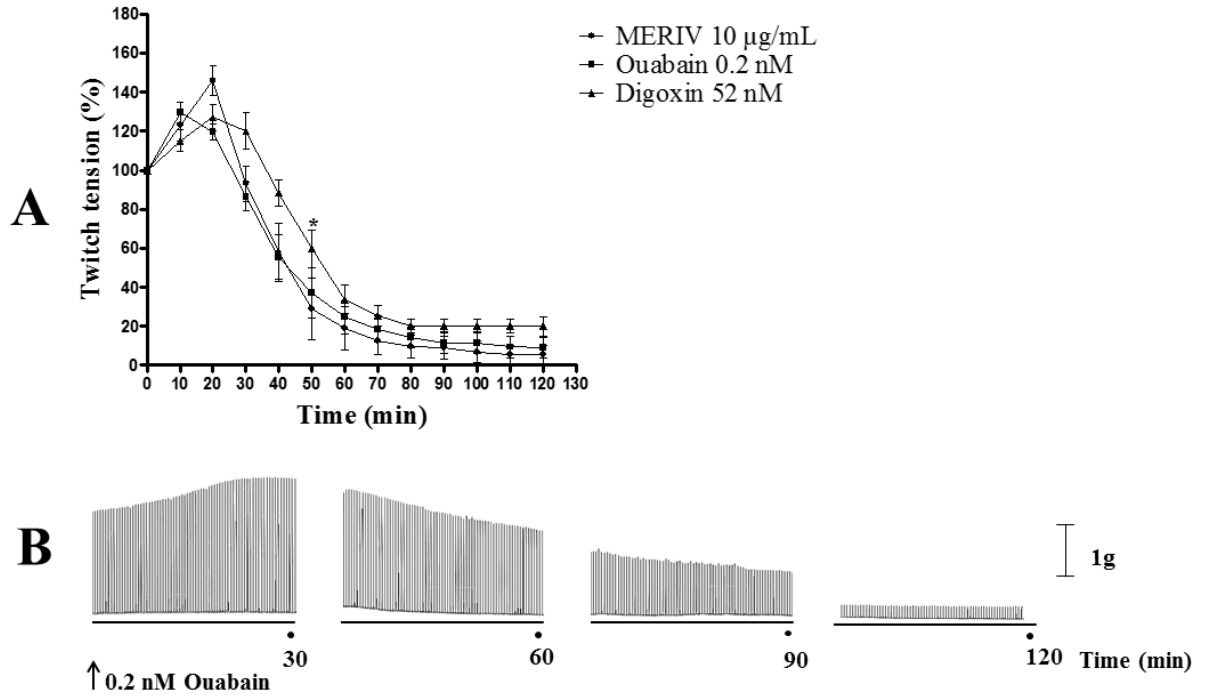 A
Twitch tension (%)
180
160
140
120
100
80
60
40
20
0
*
0 10 20 30 40 50 60 70 80 90 100 110 120 130
Time (min)
MERIV 10 µg/mL
Ouabain 0.2 nM
Digoxin 52 nM
B
1g
30 60 90 120 Time (min)
↑ 0.2 nM Ouabain